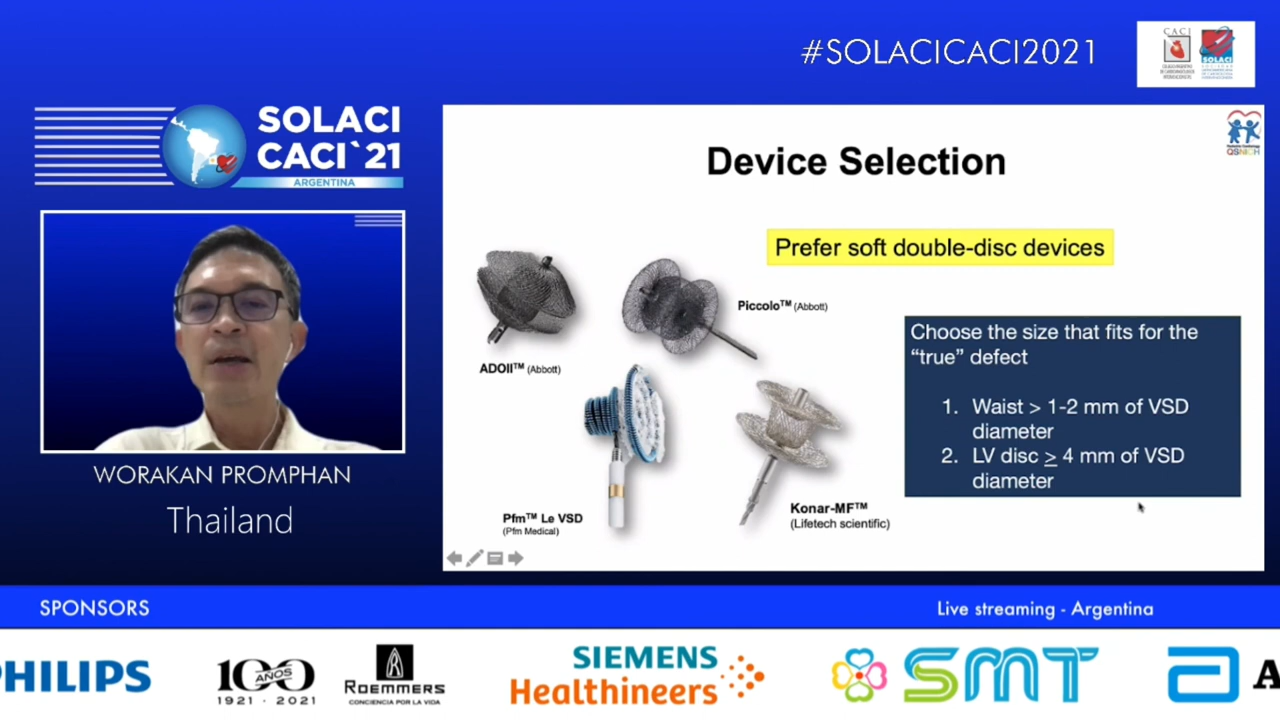 #SOLACICACI2021
CACI
SOLACI
SOLACI
CACI`21
ARGENTINA
QSNICH
Device Selection
Prefer soft double-disc devices
Piccolo™ (Abbott)
ADOII™ (Abbott)
Choose the size that fits for the
“true” defect
1. Waist > 1-2 mm of VSD
diameter
2. LV disc ≥ 4 mm of VSD
diameter
Pfm™ Le VSD
(Pfm Medical)
Konar-MF™
(Lifetech scientific)
WORAKAN PROMPHAN
Thailand
SPONSORS
Live streaming - Argentina
PHILIPS
100
AÑOS
1921 · 2021
ROEMMERS
CONCIENCIA POR LA VIDA
SIEMENS
Healthineers
SMT
A